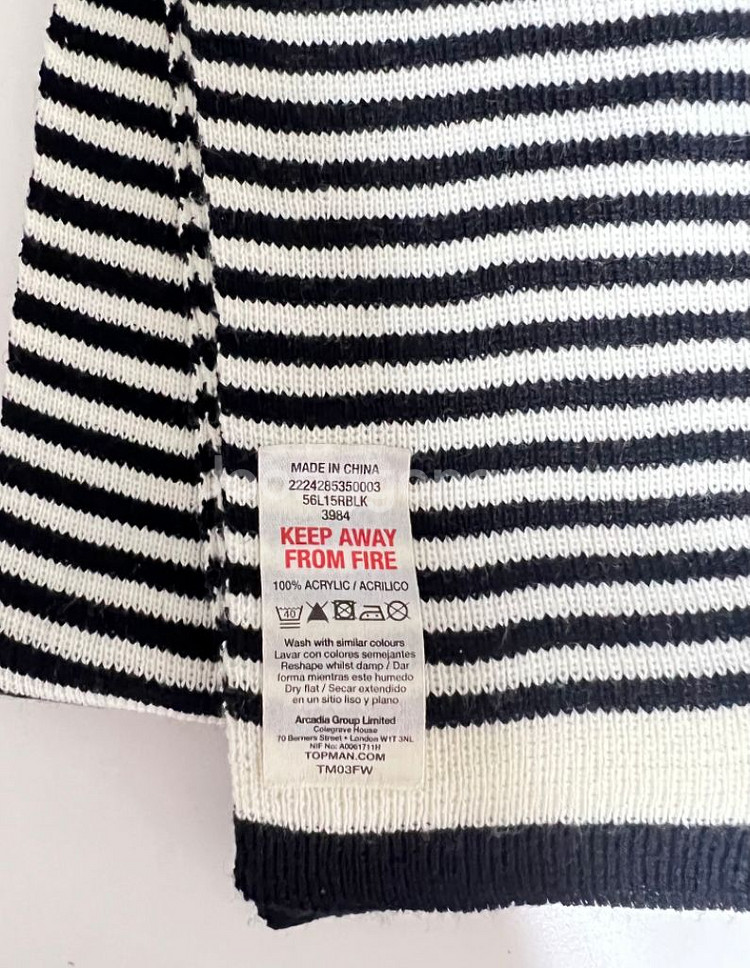 MADE IN CHINA
2224285350003
56L15RBLK
3984
KEEP AWAY
FROM FIRE
100% ACRYLIC / ACRILICO
40
Wash with similar colours
Lavar con colores semejantes
Reshape whilst damp / Dar
forma mientras este humedo
Dry flat / Secar extendido
en un sitio liso y plano
Arcadia Group Limited
Colegrave House
70 Berners Street • London W1T 3NL
NIF No: A0061711H
TOPMAN.COM
TM03FW